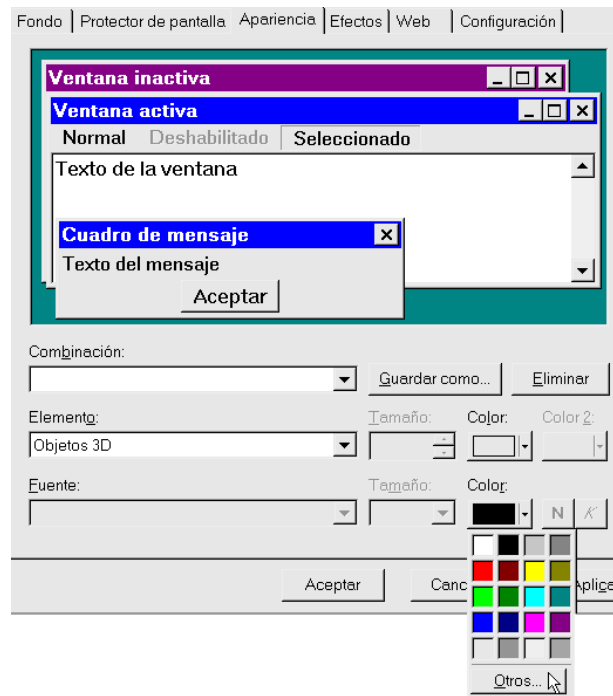 Fondo Protector de pantalla Apariencia Efectos Web Configuración
Ventana inactiva
Ventana activa
Normal Deshabilitado Seleccionado
Texto de la ventana
Cuadro de mensaje
Texto del mensaje
Aceptar
Combinación:
Guardar como... Eliminar
Elemento: Tamaño: Color: Color 2:
Objetos 3D
Fuente: Tamaño: Color:
N K
Aceptar Canc Aplica
Otros...